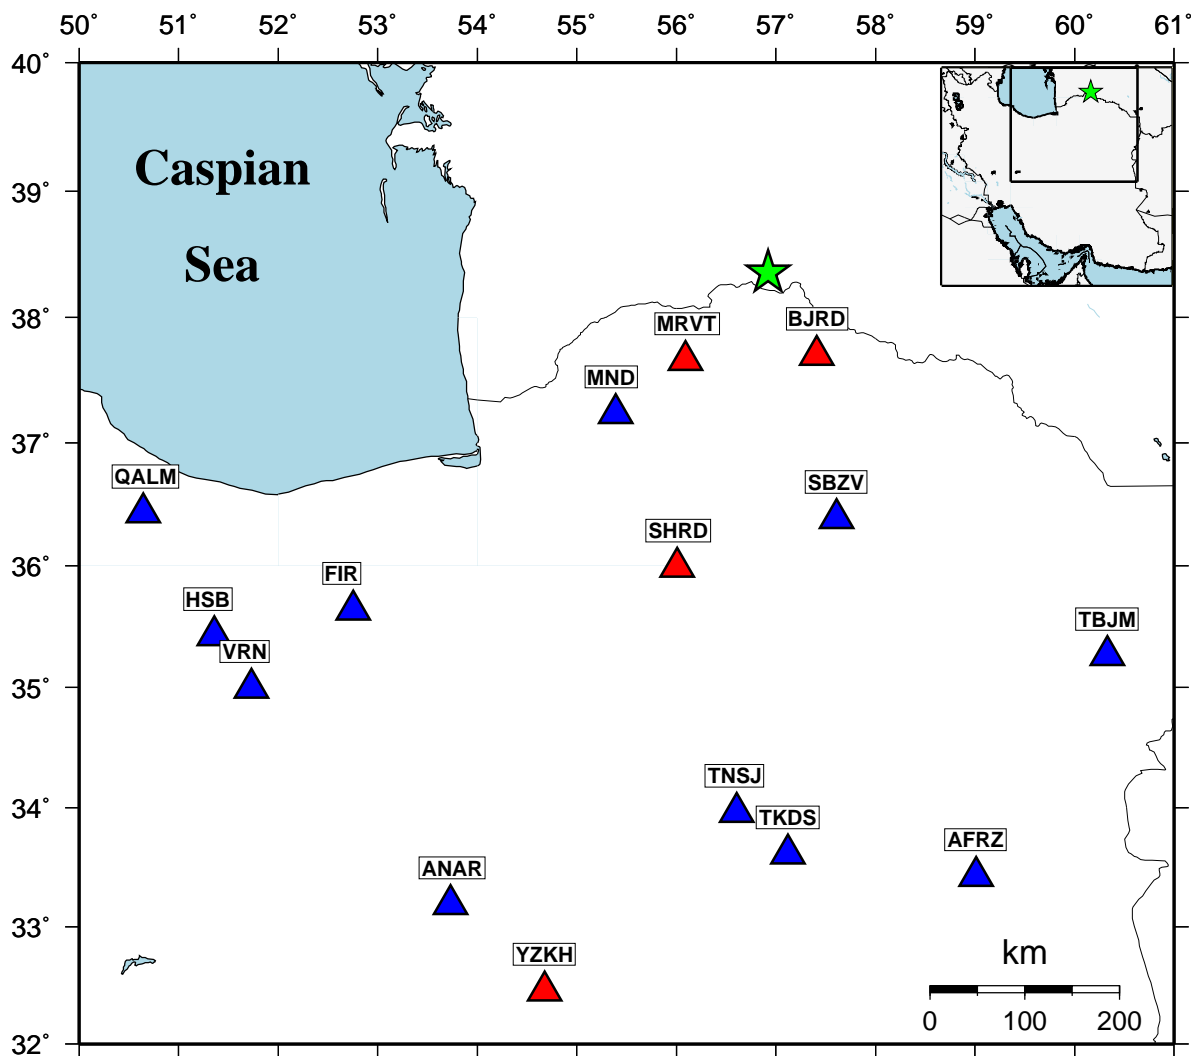 50˚ 51˚ 52˚ 53˚ 54˚ 55˚ 56˚ 57˚ 58˚ 59˚ 60˚ 61˚
40˚
Caspian
39˚
Sea
38˚
MRVT
BJRD
MND
37˚
QALM
SBZV
SHRD
36˚
FIR
HSB
TBJM
VRN
35˚
TNSJ
34˚
TKDS
AFRZ
ANAR
33˚
YZKH
km
0 100 200
32˚